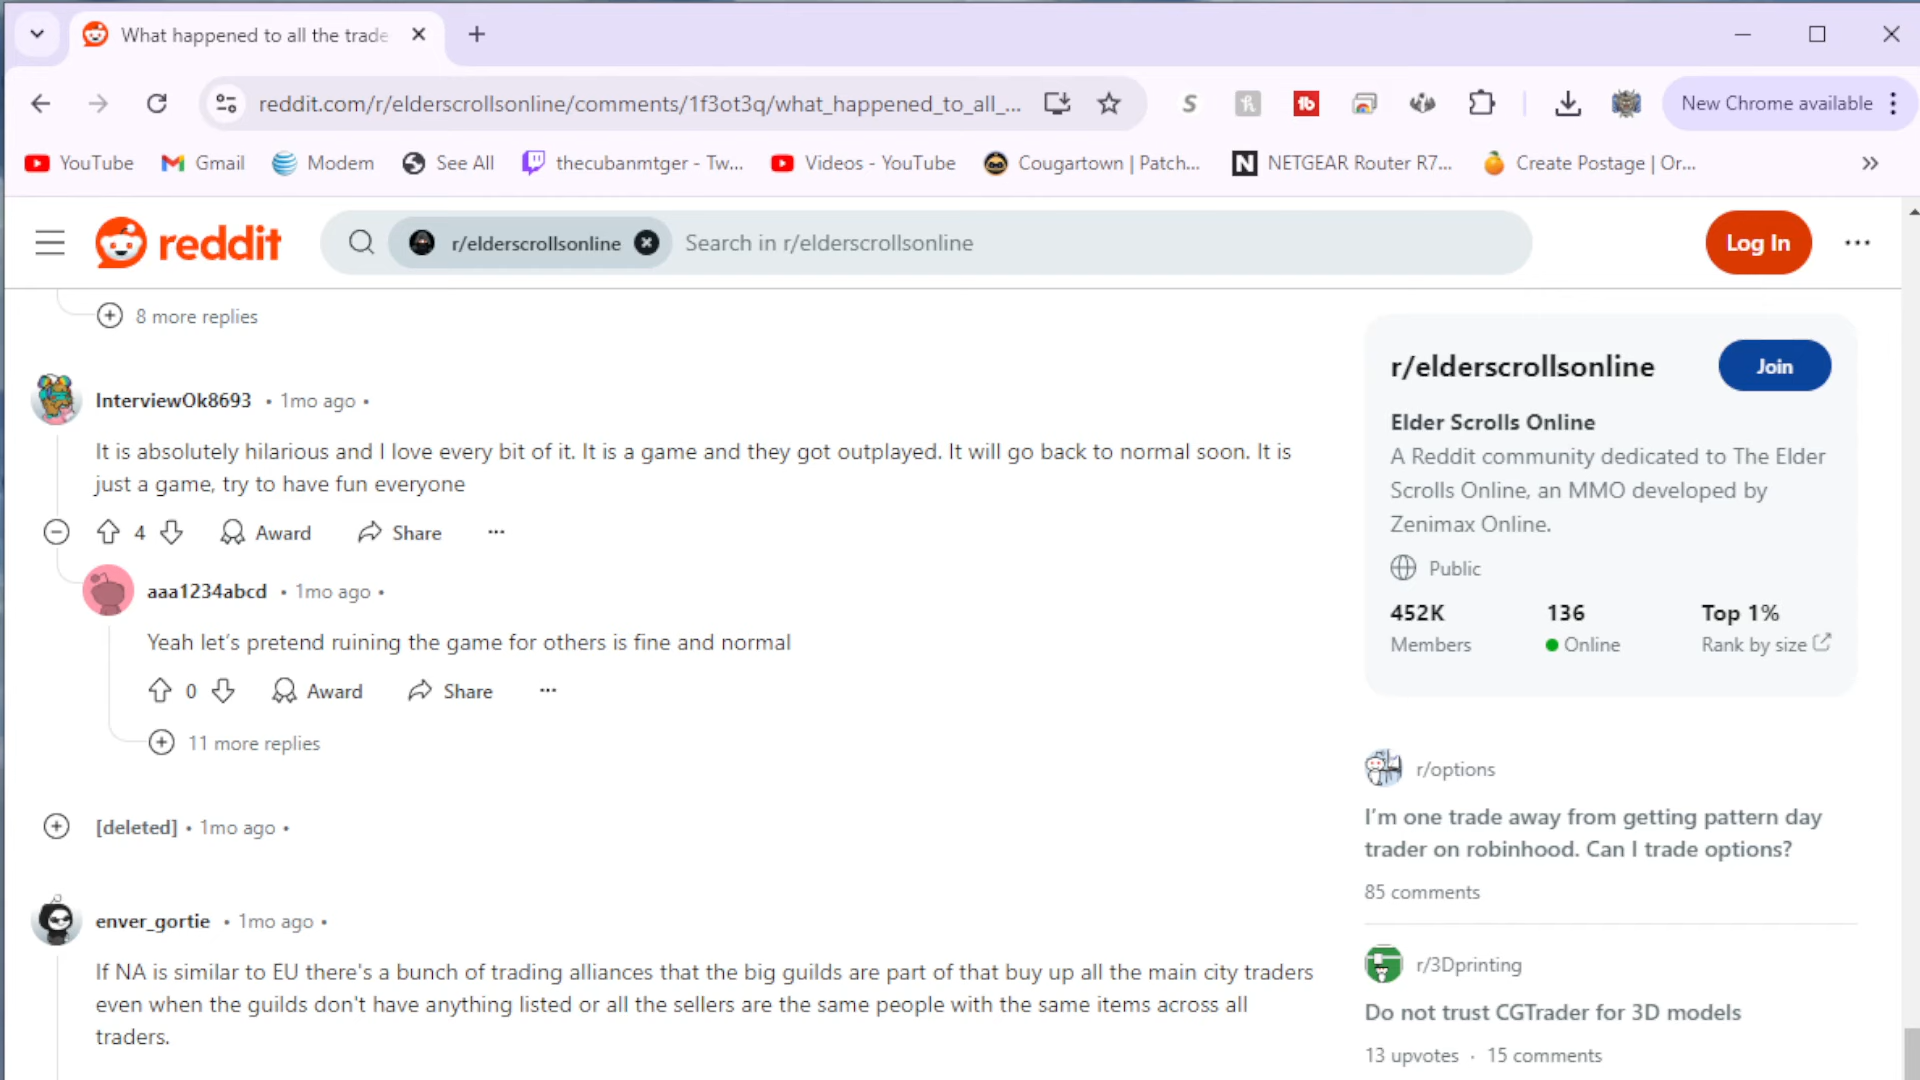 What happened to all the trade
reddit.com/r/elderscrollsonline/comments/1f3ot3q/what_happened_to_all_...
New Chrome available
YouTube
Gmail
Modem
See All
thecubanmtger - Tw...
Videos - YouTube
Cougartown | Patch...
NETGEAR Router R7...
Create Postage | Or...
reddit
r/elderscrollsonline
Search in r/elderscrollsonline
Log In
8 more replies
InterviewOk8693 • 1mo ago •
It is absolutely hilarious and I love every bit of it. It is a game and they got outplayed. It will go back to normal soon. It is
just a game, try to have fun everyone
4
Award
Share
aaa1234abcd • 1mo ago •
Yeah let’s pretend ruining the game for others is fine and normal
0
Award
Share
11 more replies
[deleted] • 1mo ago •
enver_gortie • 1mo ago •
If NA is similar to EU there's a bunch of trading alliances that the big guilds are part of that buy up all the main city traders
even when the guilds don't have anything listed or all the sellers are the same people with the same items across all
traders.
r/elderscrollsonline
Join
Elder Scrolls Online
A Reddit community dedicated to The Elder
Scrolls Online, an MMO developed by
Zenimax Online.
Public
452K 136 Top 1%
Members Online Rank by size
r/options
I’m one trade away from getting pattern day
trader on robinhood. Can I trade options?
85 comments
r/3Dprinting
Do not trust CGTrader for 3D models
13 upvotes · 15 comments